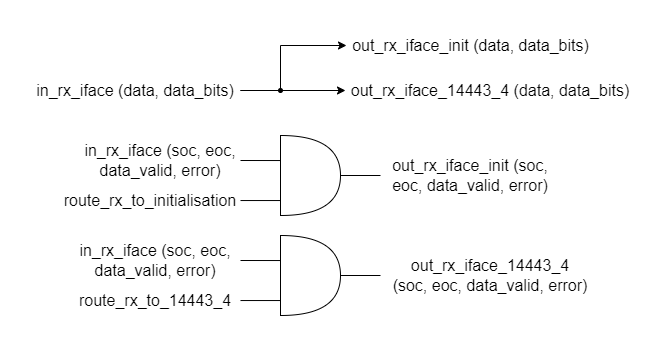 out_rx_iface_init (data, data_bits)
in_rx_iface (data, data_bits)
out_rx_iface_14443_4 (data, data_bits)
in_rx_iface (soc, eoc,
data_valid, error)
route_rx_to_initialisation
out_rx_iface_init (soc,
eoc, data_valid, error)
in_rx_iface (soc, eoc,
data_valid, error)
route_rx_to_14443_4
out_rx_iface_14443_4
(soc, eoc, data_valid, error)